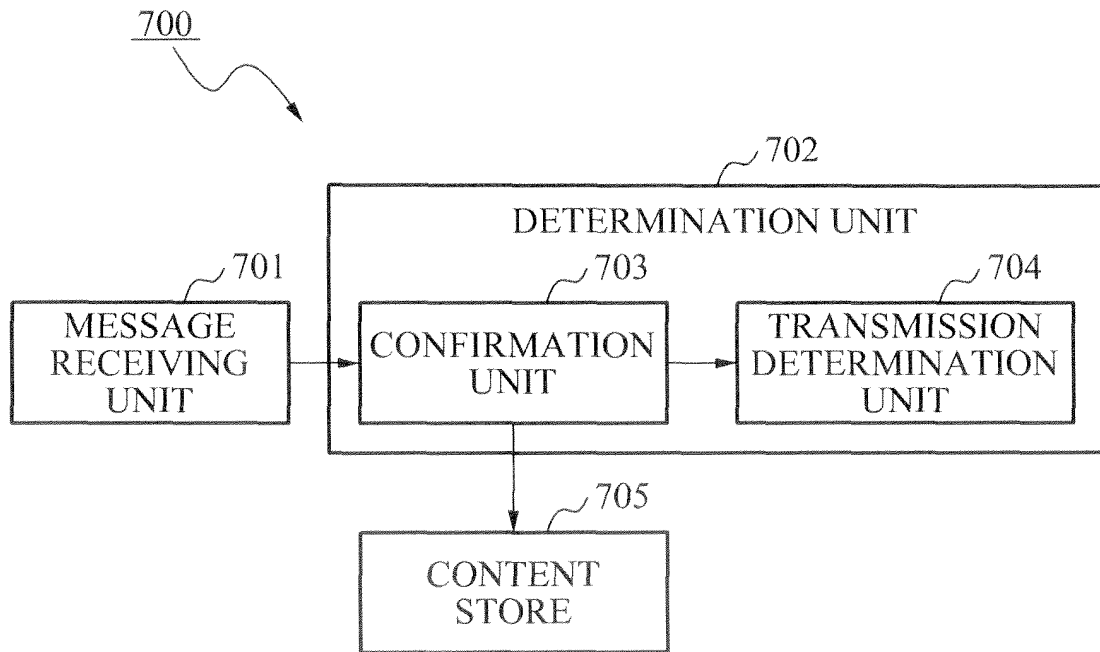 700
702
DETERMINATION UNIT
701
703
704
MESSAGE
RECEIVING
UNIT
CONFIRMATION
UNIT
TRANSMISSION
DETERMINATION
UNIT
705
CONTENT
STORE